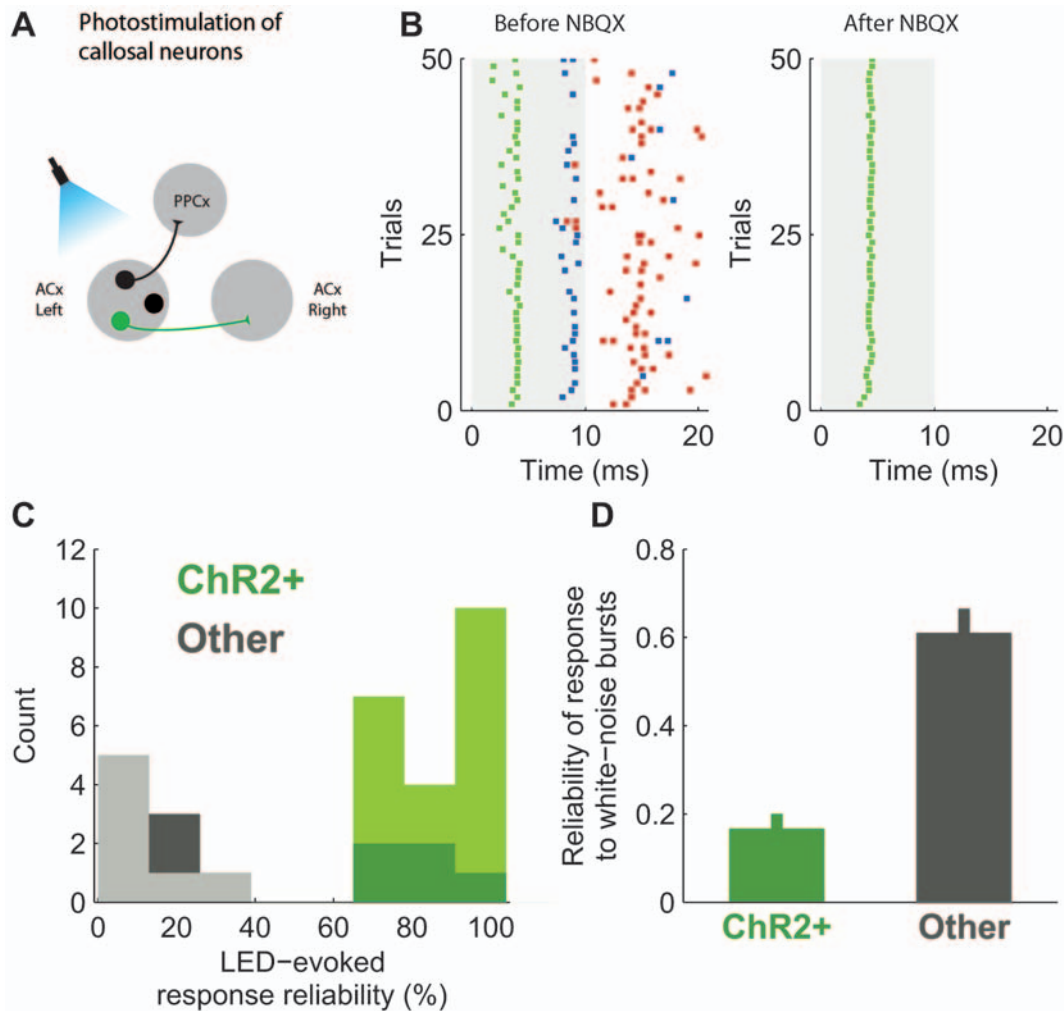 A
Photostimulation of
callosal neurons
PPCx
ACx
Left
ACx
Right
B
Before NBQX
After NBQX
50
25
0
Trials
0
10
20
Time (ms)
50
25
0
Trials
0
10
20
Time (ms)
C
12
10
8
6
4
2
0
Count
ChR2+
Other
0
20
40
60
80
100
LED−evoked
response reliability (%)
D
0.8
0.6
0.4
0.2
0
Reliability of response
to white−noise bursts
ChR2+
Other